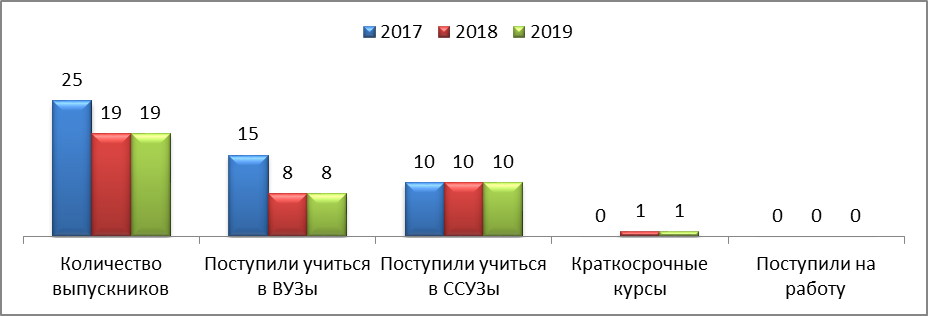 2017 2018 2019
25 19 19 15 8 8 10 10 10 0 1 1 0 0 0
Количество выпускников
Поступили учиться в ВУЗы
Поступили учиться в ССУЗы
Краткосрочные курсы
Поступили на работу